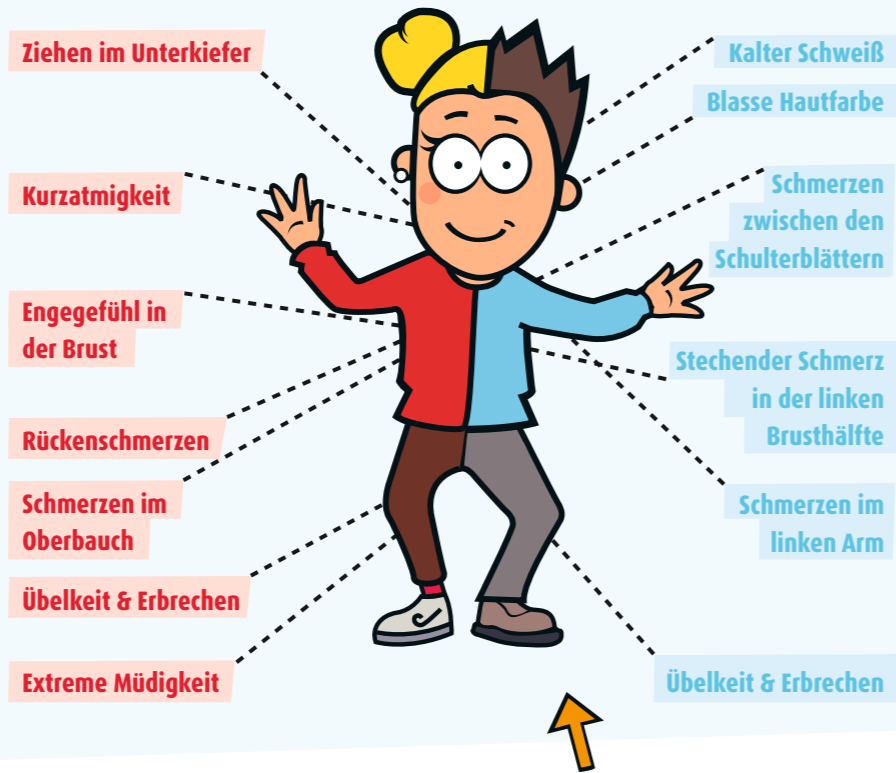 Ziehen im Unterkiefer
Kurzatmigkeit
Engegefühl in
der Brust
Rückenschmerzen
Schmerzen im
Oberbauch
Übelkeit & Erbrechen
Extreme Müdigkeit
Kalter Schweiß
Blasse Hautfarbe
Schmerzen
zwischen den
Schulterblättern
Stechender Schmerz
in der linken
Brusthälfte
Schmerzen im
linken Arm
Übelkeit & Erbrechen